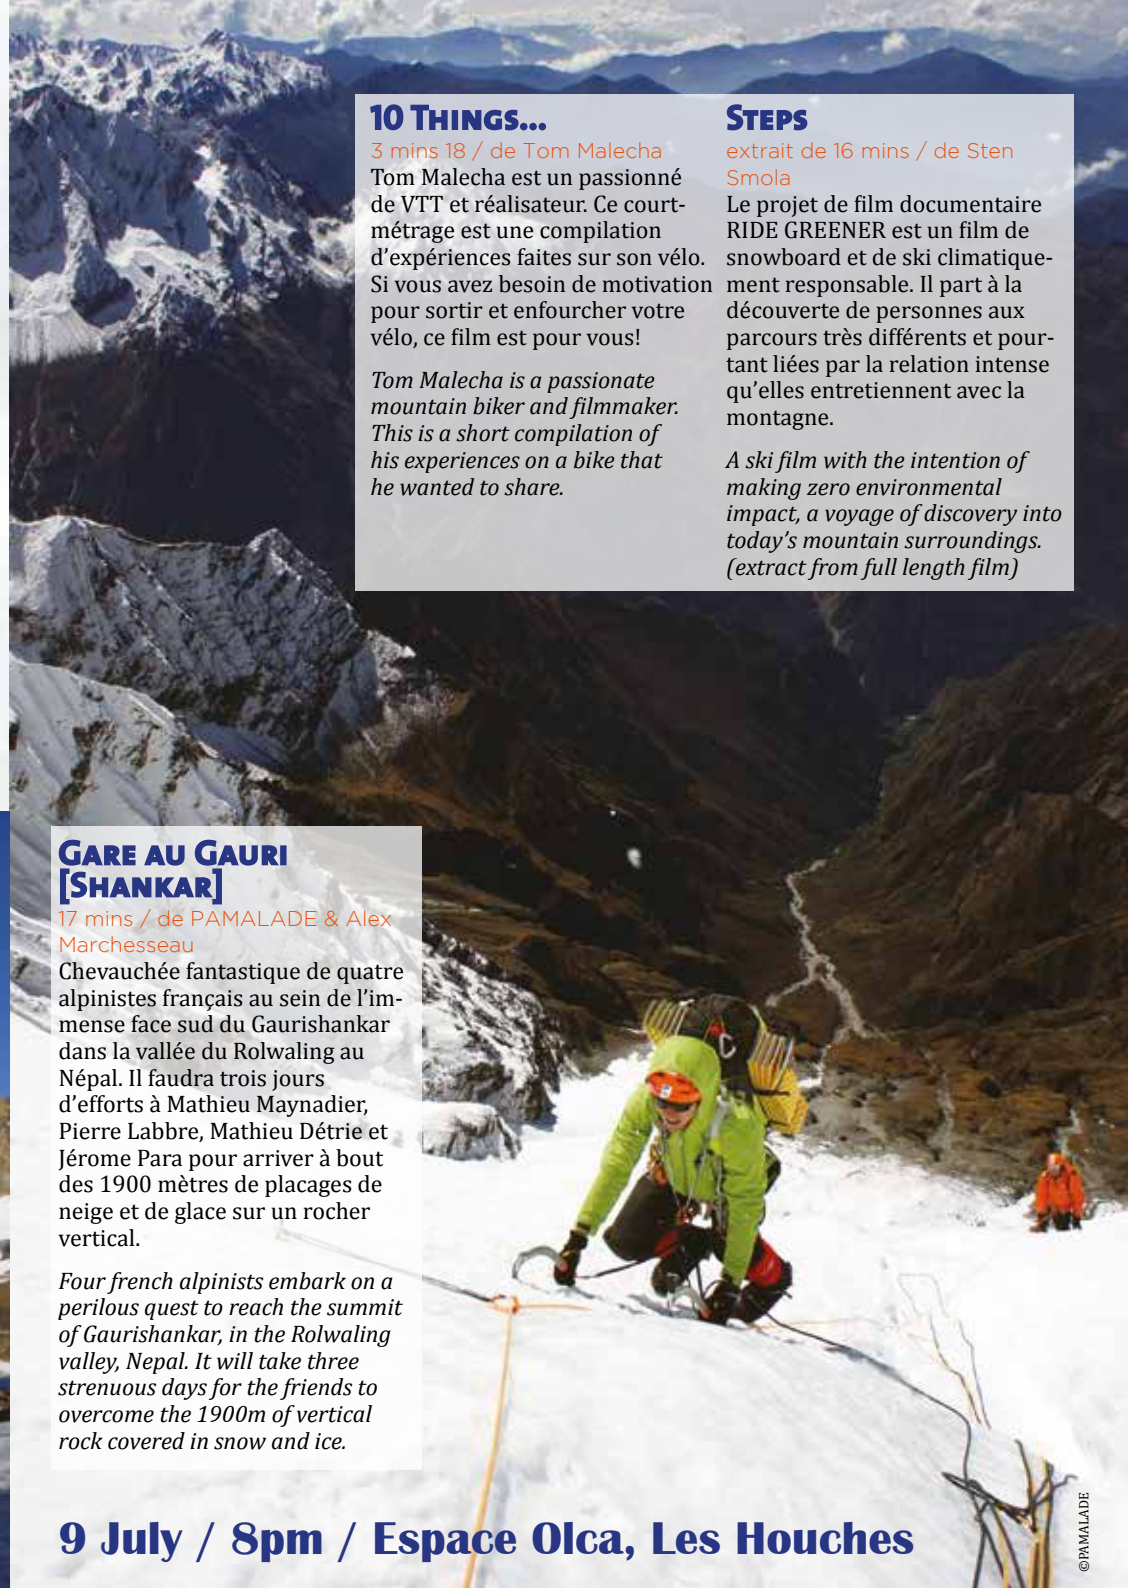 10 Things...
3 mins 18 / de Tom Malecha
Tom Malecha est un passionné
de VTT et réalisateur. Ce court-
métrage est une compilation
d’expériences faites sur son vélo.
Si vous avez besoin de motivation
pour sortir et enfourcher votre
vélo, ce film est pour vous!
Tom Malecha is a passionate
mountain biker and filmmaker.
This is a short compilation of
his experiences on a bike that
he wanted to share.
Steps
extrait de 16 mins / de Sten
Smola
Le projet de film documentaire
RIDE GREENER est un film de
snowboard et de ski climatique-
ment responsable. Il part à la
découverte de personnes aux
parcours très différents et pour-
tant liées par la relation intense
qu’elles entretiennent avec la
montagne.
A ski film with the intention of
making zero environmental
impact, a voyage of discovery into
today’s mountain surroundings.
(extract from full length film)
Gare au Gauri
[Shankar]
17 mins / de PAMALADE & Alex
Marchesseau
Chevauchée fantastique de quatre
alpinistes français au sein de l’im-
mense face sud du Gaurishankar
dans la vallée du Rolwaling au
Népal. Il faudra trois jours
d’efforts à Mathieu Maynadier,
Pierre Labbre, Mathieu Détrie et
Jérome Para pour arriver à bout
des 1900 mètres de placages de
neige et de glace sur un rocher
vertical.
Four french alpinists embark on a
perilous quest to reach the summit
of Gaurishankar, in the Rolwaling
valley, Nepal. It will take three
strenuous days for the friends to
overcome the 1900m of vertical
rock covered in snow and ice.
9 July / 8pm / Espace Olca, Les Houches
©PAMALADE